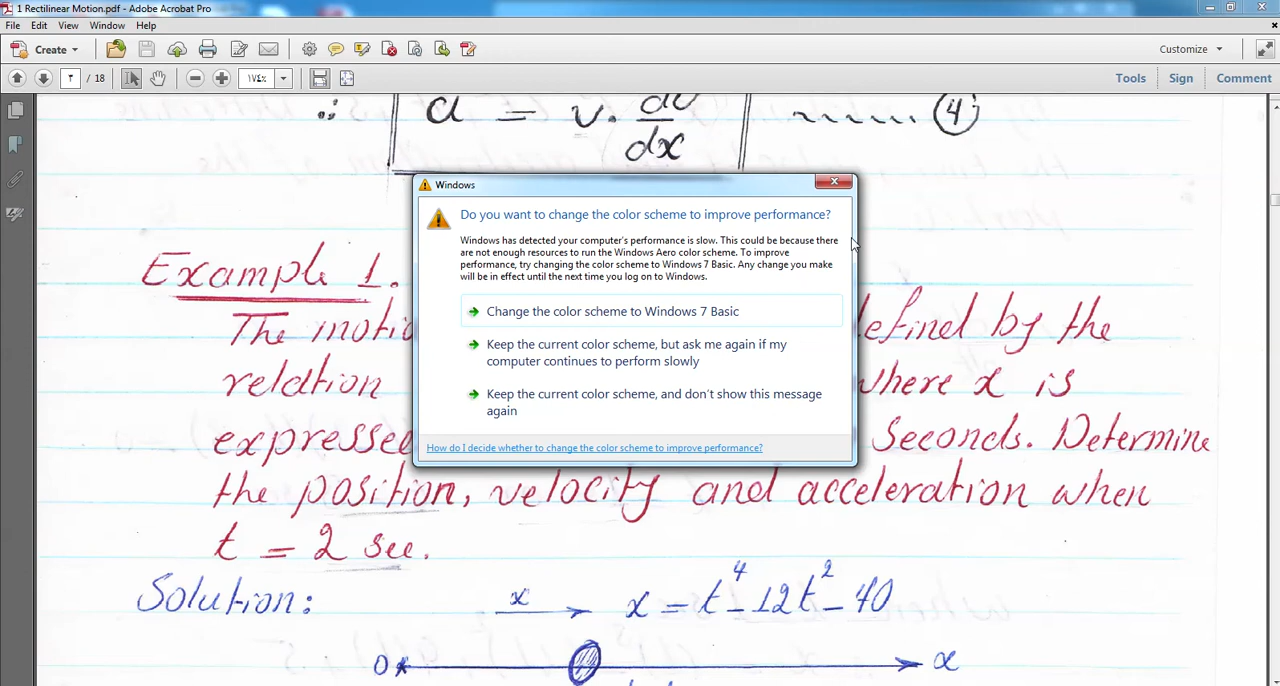 1 Rectilinear Motion.pdf - Adobe Acrobat Pro
File Edit View Window Help
Create Customize
٢ / 18 ١٧٤% Tools Sign Comment
∴ a = v. dv/dx ...... (4)
Windows
Do you want to change the color scheme to improve performance?
Windows has detected your computer's performance is slow. This could be because there
are not enough resources to run the Windows Aero color scheme. To improve
performance, try changing the color scheme to Windows 7 Basic. Any change you make
will be in effect until the next time you log on to Windows.
Change the color scheme to Windows 7 Basic
Keep the current color scheme, but ask me again if my
computer continues to perform slowly
Keep the current color scheme, and don't show this message
again
How do I decide whether to change the color scheme to improve performance?
Example 1.
The defined by the
relation where x is
seconds. Determine
the position, velocity and acceleration when
t = 2 sec.
Solution: x x = t⁴ - 12t² - 40
0 x